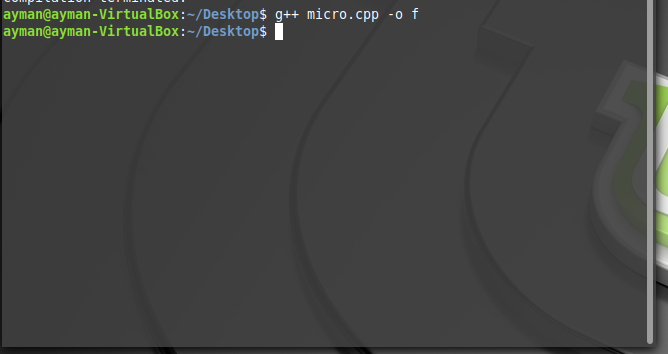 compilation terminated.
ayman@ayman-VirtualBox:~/Desktop$ g++ micro.cpp -o f
ayman@ayman-VirtualBox:~/Desktop$